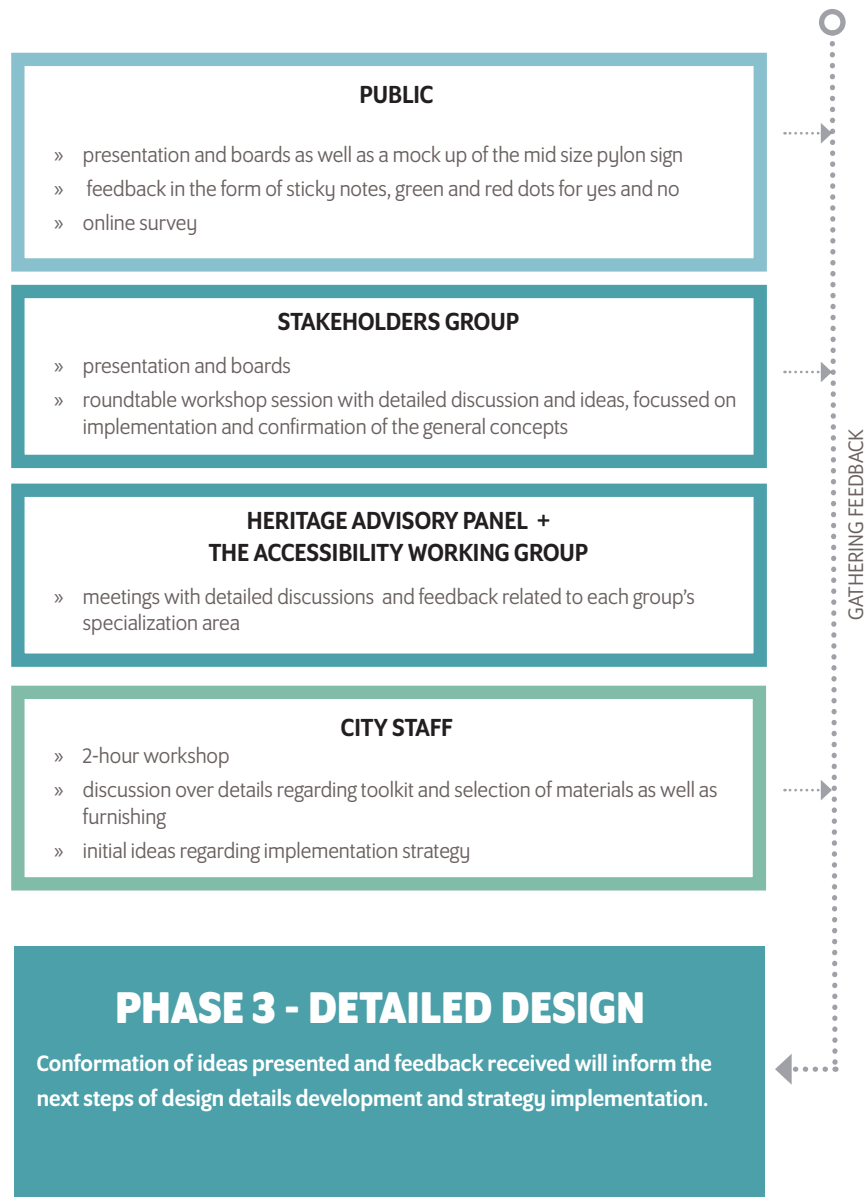 PUBLIC
» presentation and boards as well as a mock up of the mid size pylon sign
» feedback in the form of sticky notes, green and red dots for yes and no
» online survey
STAKEHOLDERS GROUP
» presentation and boards
» roundtable workshop session with detailed discussion and ideas, focussed on
implementation and confirmation of the general concepts
HERITAGE ADVISORY PANEL +
THE ACCESSIBILITY WORKING GROUP
» meetings with detailed discussions and feedback related to each group's
specialization area
CITY STAFF
» 2-hour workshop
» discussion over details regarding toolkit and selection of materials as well as
furnishing
» initial ideas regarding implementation strategy
GATHERING FEEDBACK
PHASE 3 - DETAILED DESIGN
Conformation of ideas presented and feedback received will inform the
next steps of design details development and strategy implementation.